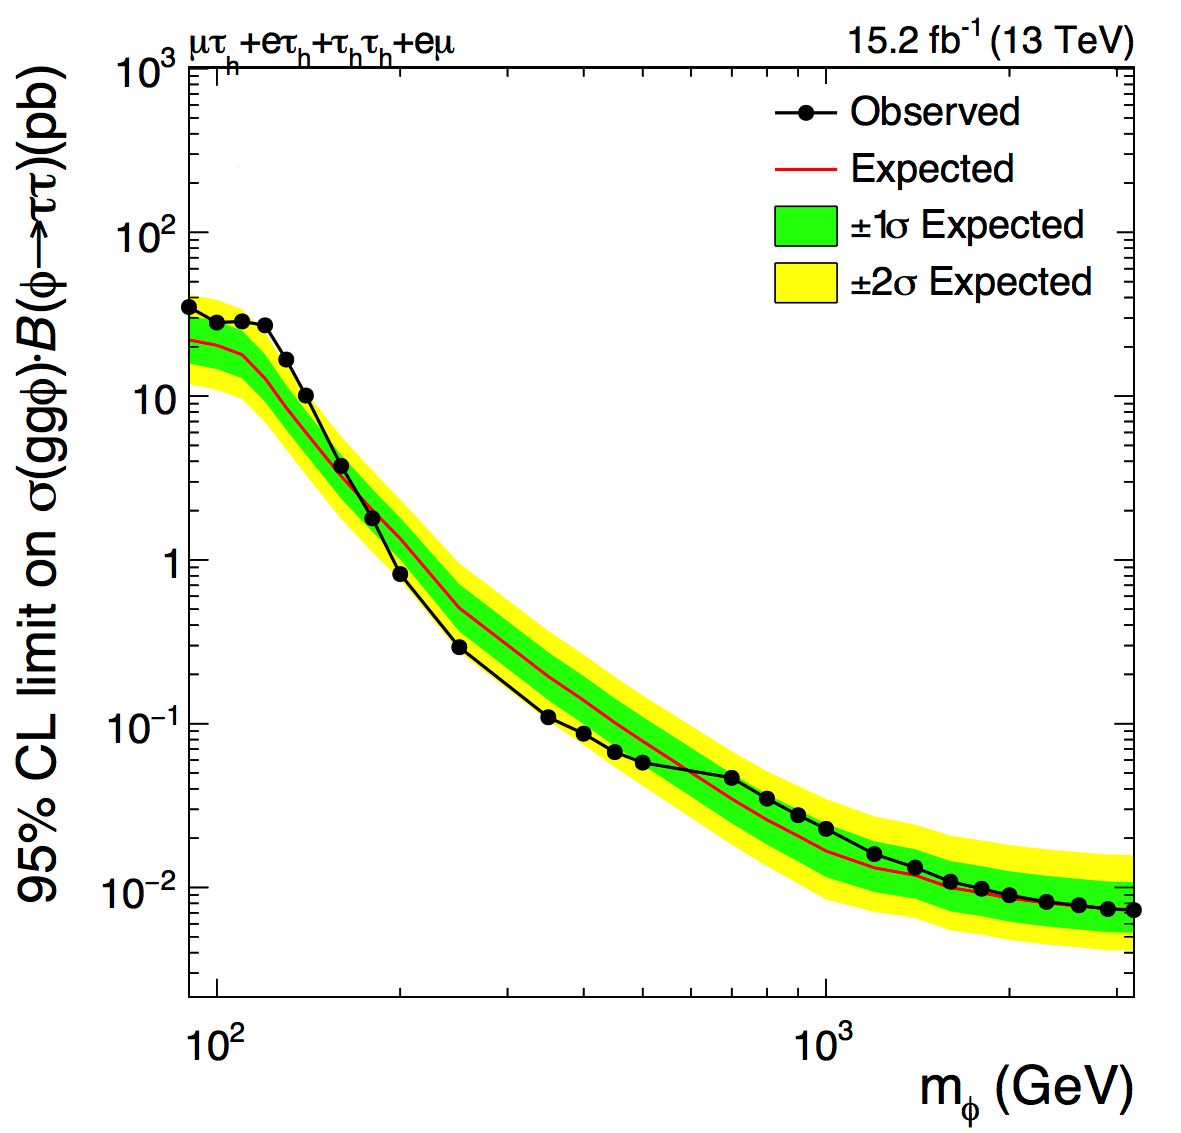 μτₕ+eτₕ+τₕτₕ+eμ
15.2 fb⁻¹ (13 TeV)
95% CL limit on σ(ggϕ)·B(ϕ→ττ)(pb)
10³
10²
10
1
10⁻¹
10⁻²
Observed
Expected
±1σ Expected
±2σ Expected
10²
10³
m_ϕ (GeV)